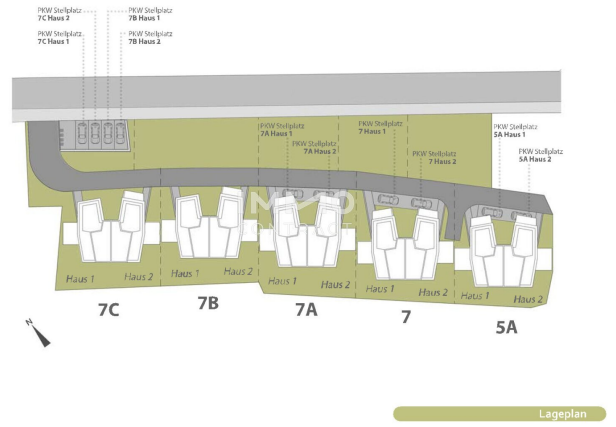 PKW Stellplatz
7C Haus 2
PKW Stellplatz
7B Haus 1
PKW Stellplatz
7C Haus 1
PKW Stellplatz
7B Haus 2
PKW Stellplatz
7A Haus 1
PKW Stellplatz
7A Haus 2
PKW Stellplatz
7 Haus 1
PKW Stellplatz
7 Haus 2
PKW Stellplatz
5A Haus 1
PKW Stellplatz
5A Haus 2
CONTRACT
Haus 1
Haus 2
Haus 1
Haus 2
Haus 1
Haus 2
Haus 1
Haus 2
Haus 1
Haus 2
7C
7B
7A
7
5A
N
Lageplan